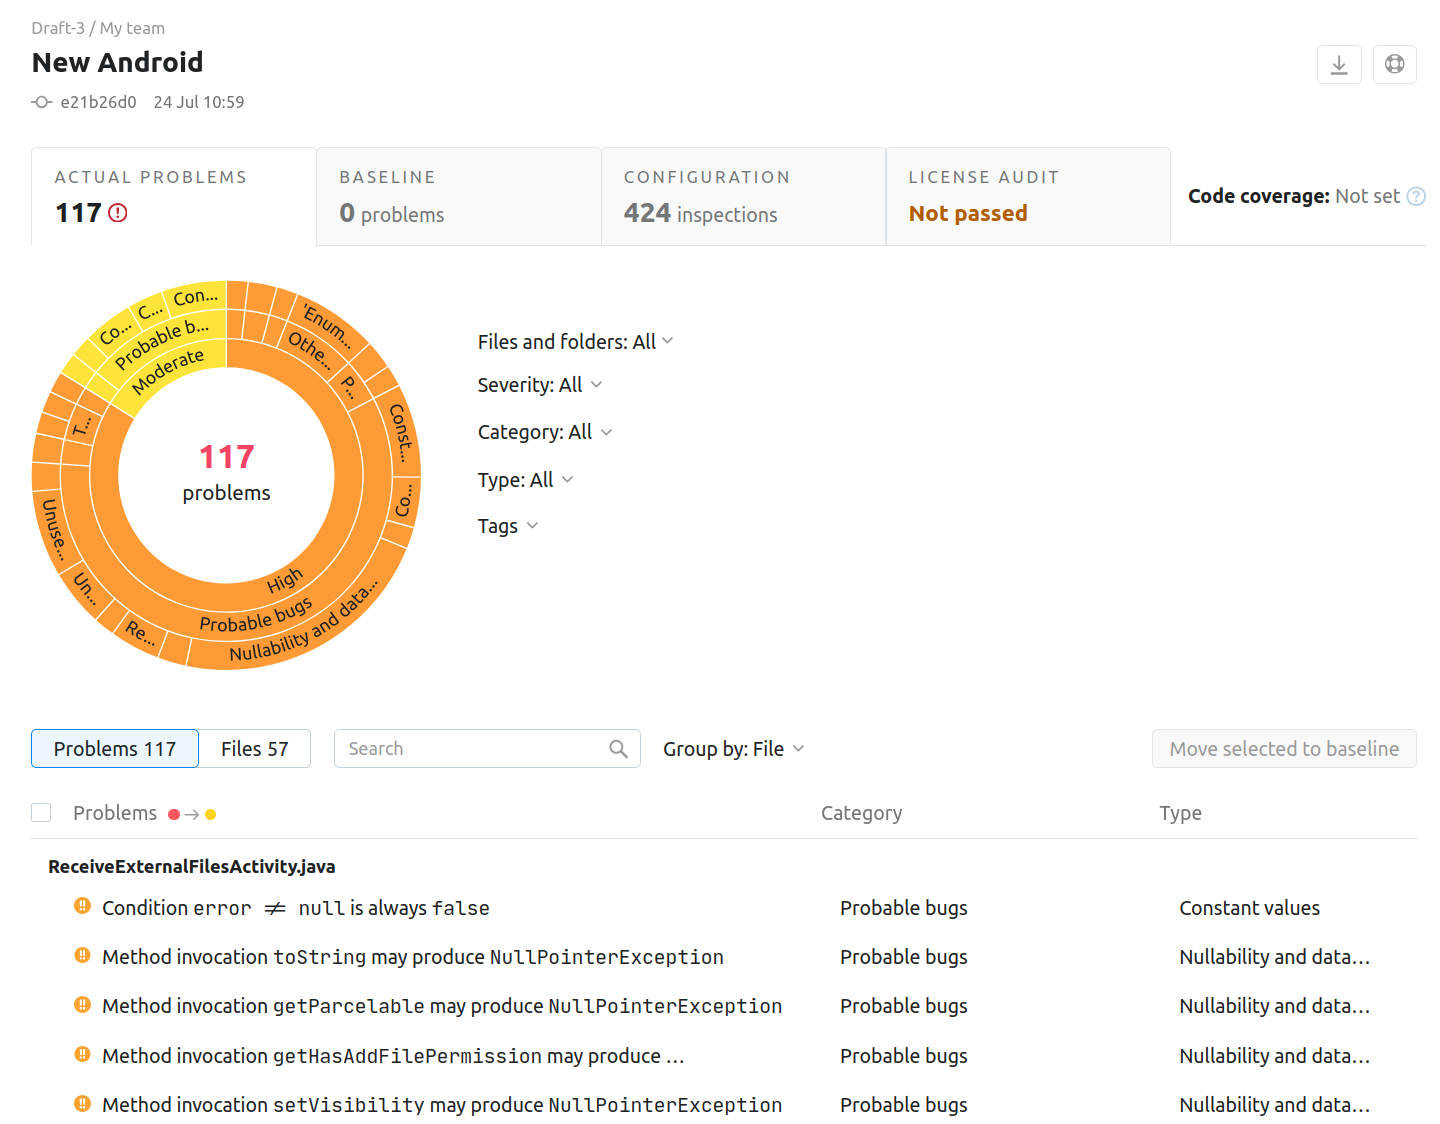 Draft-3 / My team
New Android
e21b26d0 24 Jul 10:59
ACTUAL PROBLEMS
117
BASELINE
0 problems
CONFIGURATION
424 inspections
LICENSE AUDIT
Not passed
Code coverage: Not set ?
Con...
C...
Co...
Probable b...
Moderate
'Enum...
Othe...
P...
Const...
Co...
T...
Unuse...
Un...
Re...
High
Probable bugs
Nullability and data...
117
problems
Files and folders: All
Severity: All
Category: All
Type: All
Tags
Problems 117 Files 57 Search Group by: File Move selected to baseline
Problems Category Type
ReceiveExternalFilesActivity.java
Condition error ≠ null is always false Probable bugs Constant values
Method invocation toString may produce NullPointerException Probable bugs Nullability and data...
Method invocation getParcelable may produce NullPointerException Probable bugs Nullability and data...
Method invocation getHasAddFilePermission may produce ... Probable bugs Nullability and data...
Method invocation setVisibility may produce NullPointerException Probable bugs Nullability and data...